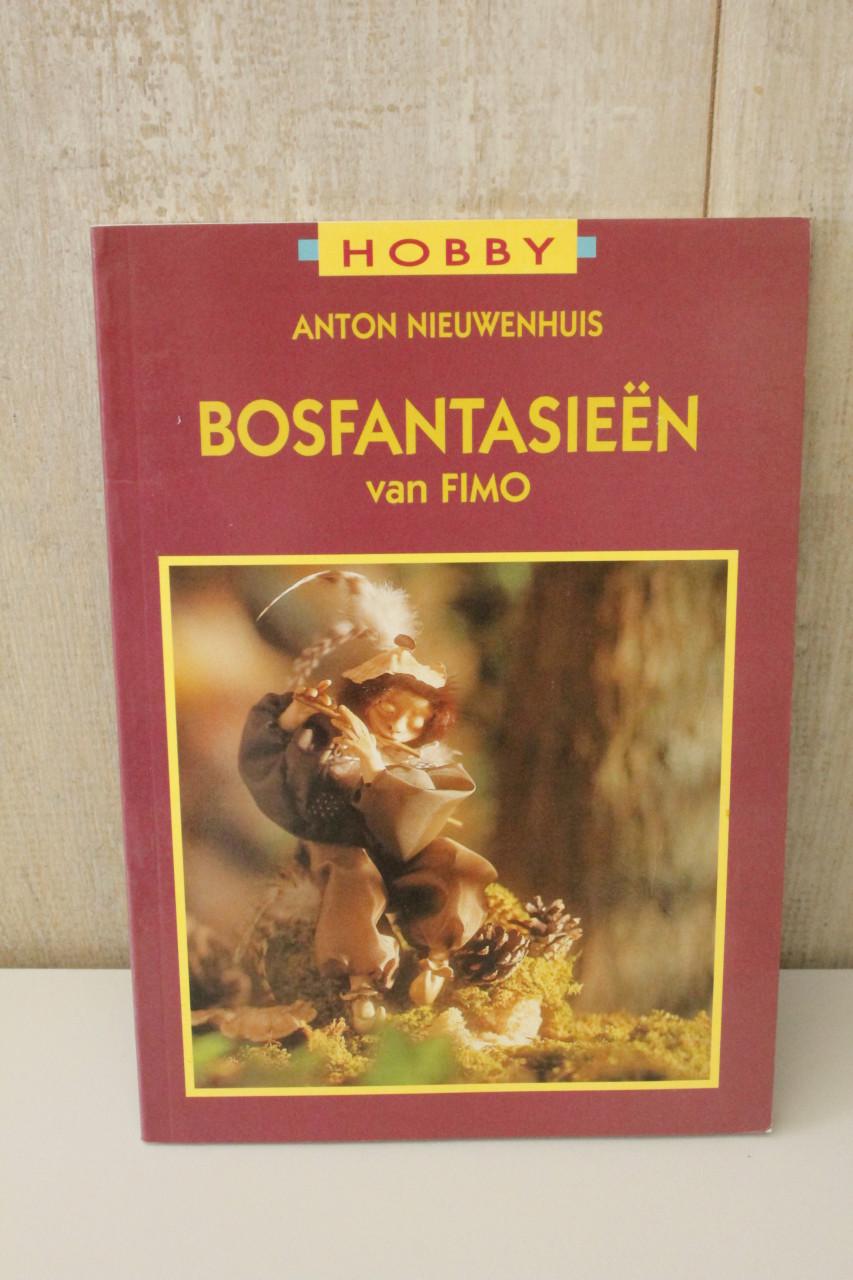 HOBBY
ANTON NIEUWENHUIS
BOSFANTASIEËN
van FIMO